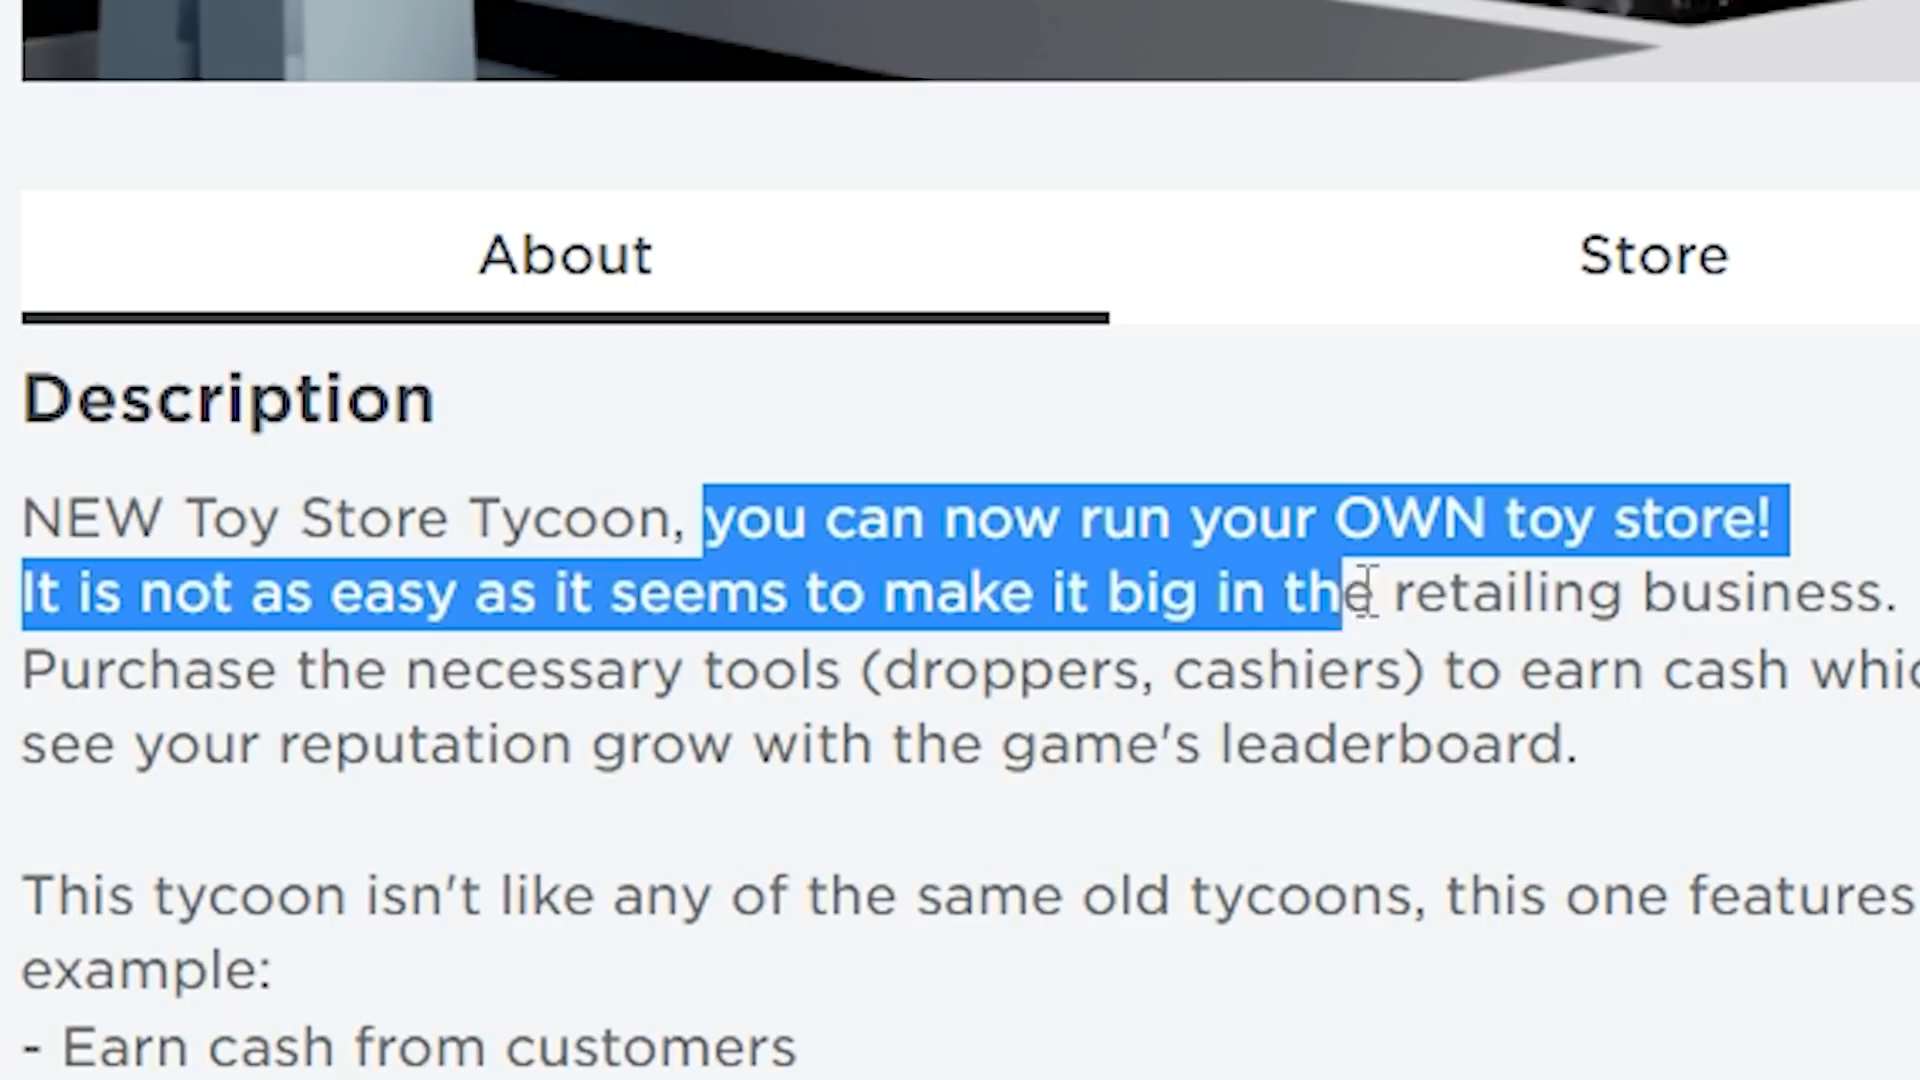 About
Store
Description
NEW Toy Store Tycoon, you can now run your OWN toy store!
It is not as easy as it seems to make it big in the retailing business.
Purchase the necessary tools (droppers, cashiers) to earn cash
see your reputation grow with the game's leaderboard.
This tycoon isn't like any of the same old tycoons, this one features
example:
- Earn cash from customers